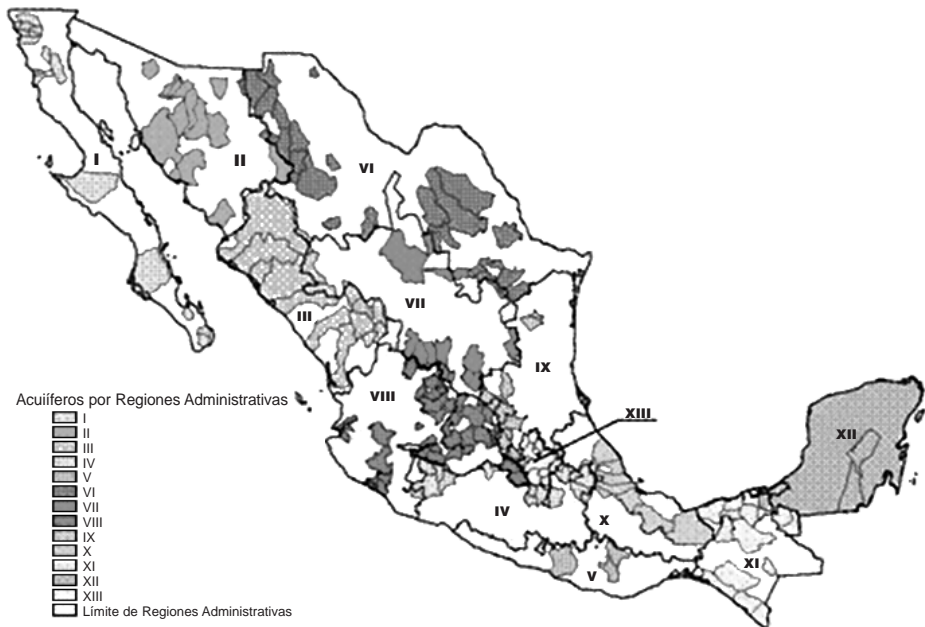 I
II
VI
III
VII
IX
VIII
XIII
XII
IV
X
V
XI
Acuiíferos por Regiones Administrativas
I
II
III
IV
V
VI
VII
VIII
IX
X
XI
XII
XIII
Límite de Regiones Administrativas